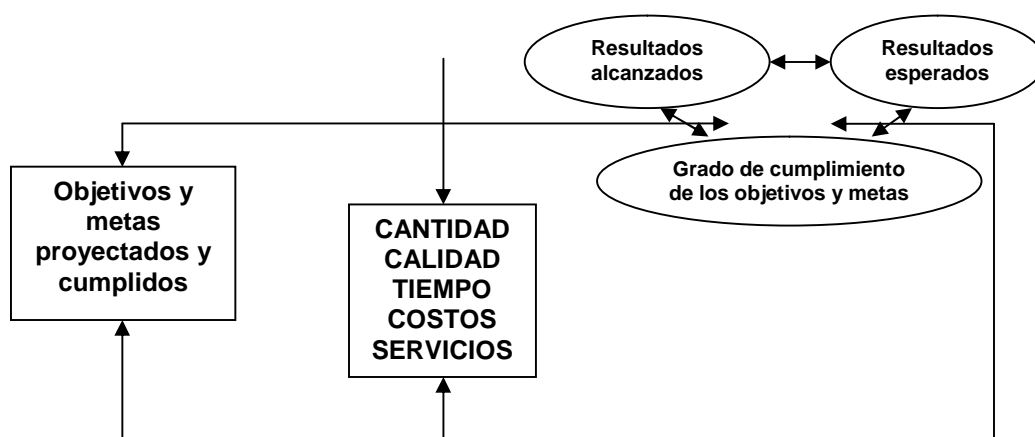 Resultados
alcanzados
Resultados
esperados
Grado de cumplimiento
de los objetivos y metas
Objetivos y
metas
proyectados y
cumplidos
CANTIDAD
CALIDAD
TIEMPO
COSTOS
SERVICIOS